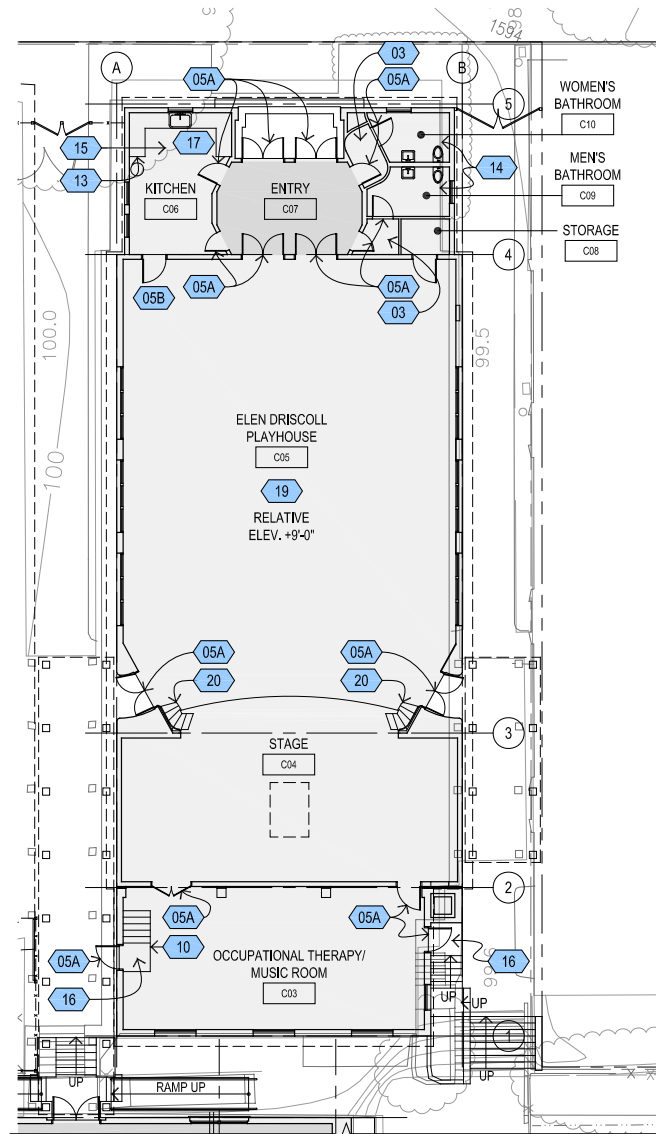 1594
98
A
B
03
05A
05A
5
WOMEN'S
BATHROOM
C10
15
17
13
14
MEN'S
BATHROOM
C09
KITCHEN
C06
ENTRY
C07
STORAGE
C08
4
05B
05A
05A
03
100.0
99.5
100
ELEN DRISCOLL
PLAYHOUSE
C05
19
RELATIVE
ELEV. +9'-0"
05A
05A
20
20
3
STAGE
C04
2
05A
05A
10
05A
16
16
OCCUPATIONAL THERAPY/
MUSIC ROOM
C03
99.6
UP
UP
1
UP
UP
RAMP UP